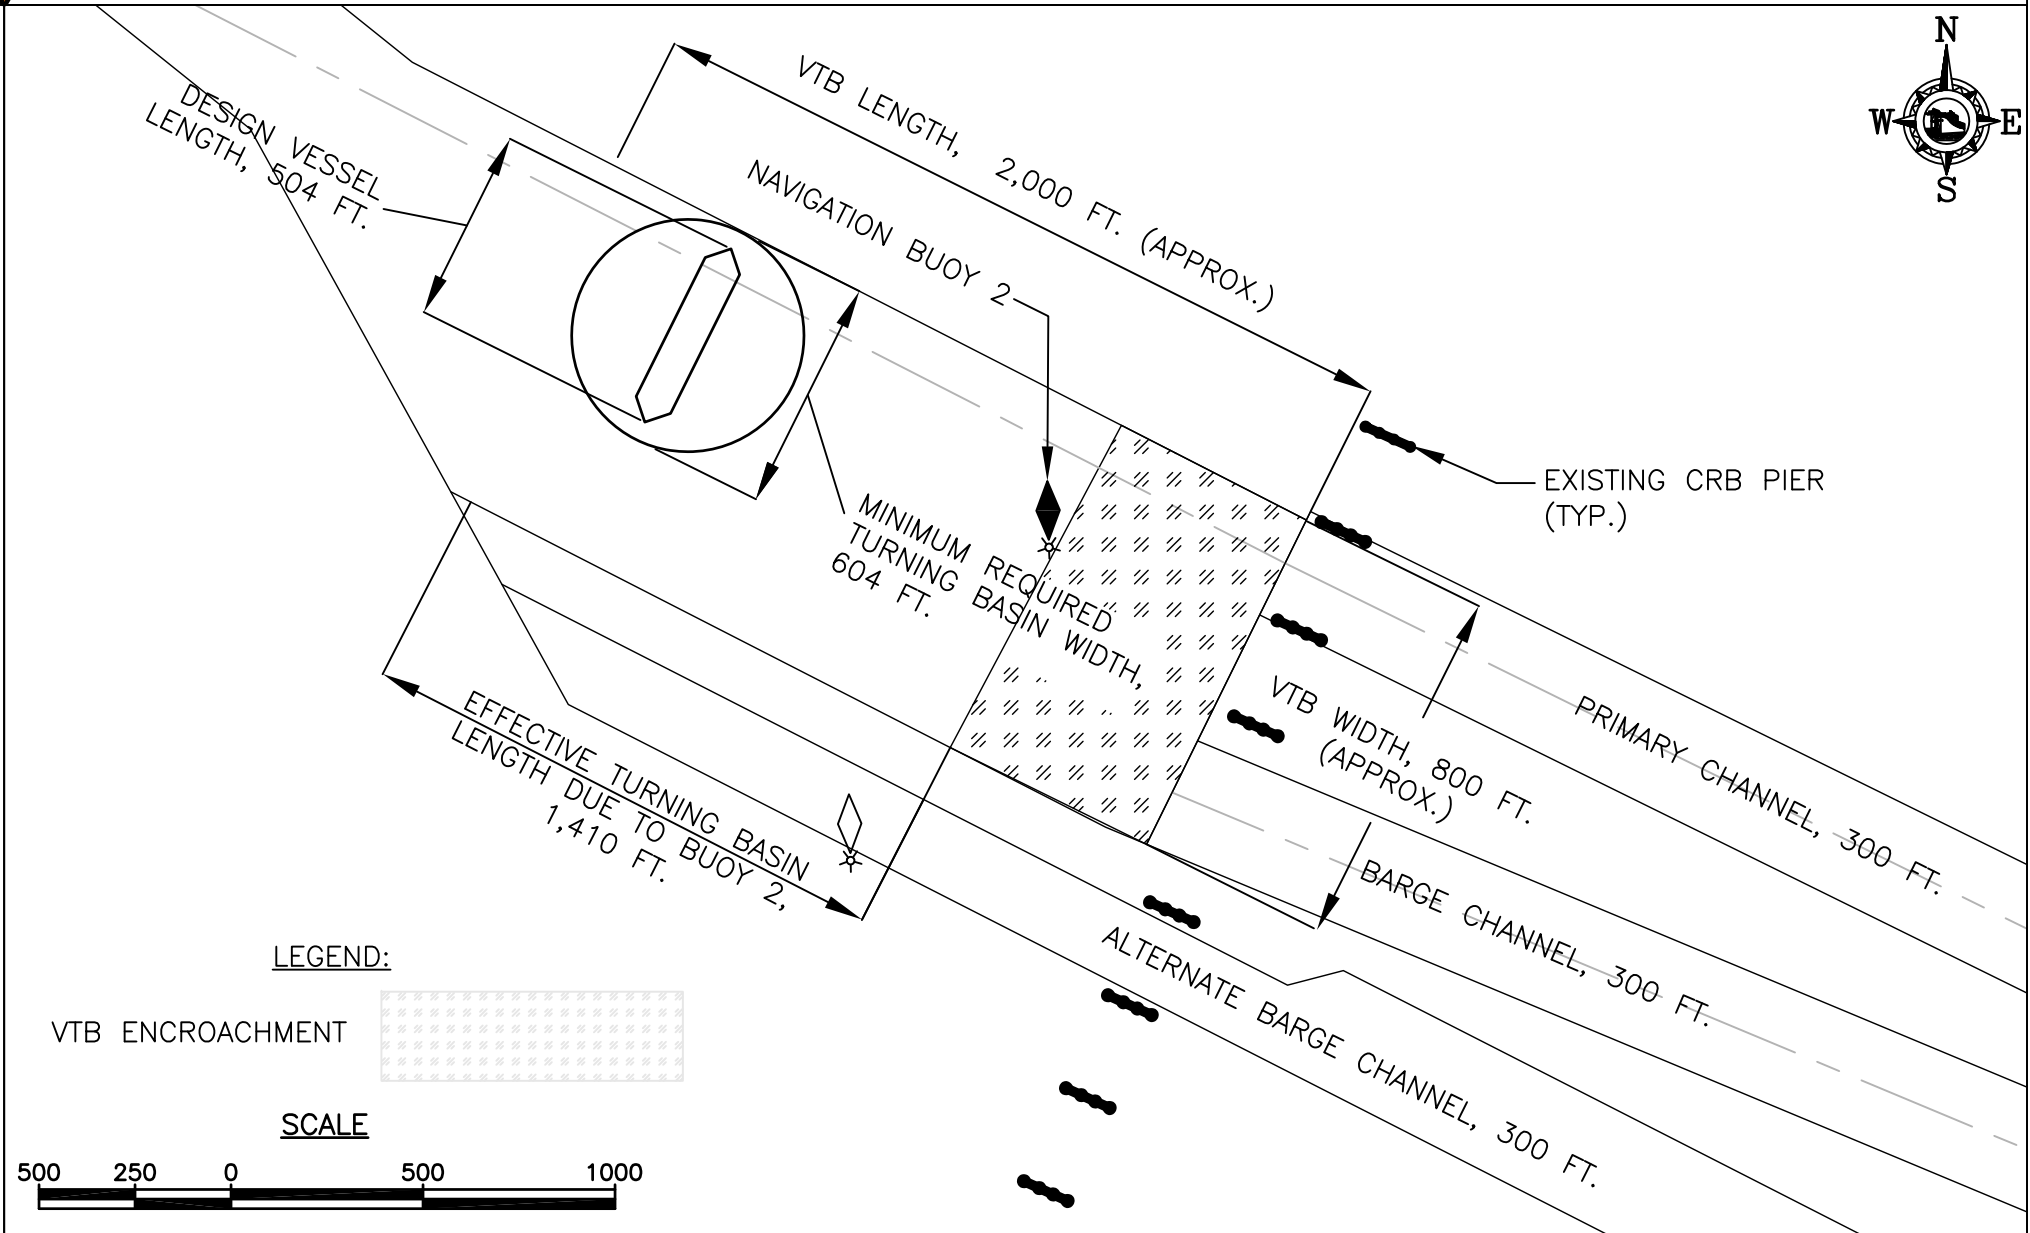 N
W
E
S
VTB LENGTH, 2,000 FT. (APPROX.)
DESIGN VESSEL
LENGTH, 504 FT.
NAVIGATION BUOY 2
EXISTING CRB PIER
(TYP.)
MINIMUM REQUIRED
TURNING BASIN WIDTH,
604 FT.
VTB WIDTH, 800 FT.
(APPROX.)
PRIMARY CHANNEL, 300 FT.
EFFECTIVE TURNING BASIN
LENGTH DUE TO BUOY 2,
1,410 FT.
BARGE CHANNEL, 300 FT.
ALTERNATE BARGE CHANNEL, 300 FT.
LEGEND:
VTB ENCROACHMENT
SCALE
500 250 0 500 1000